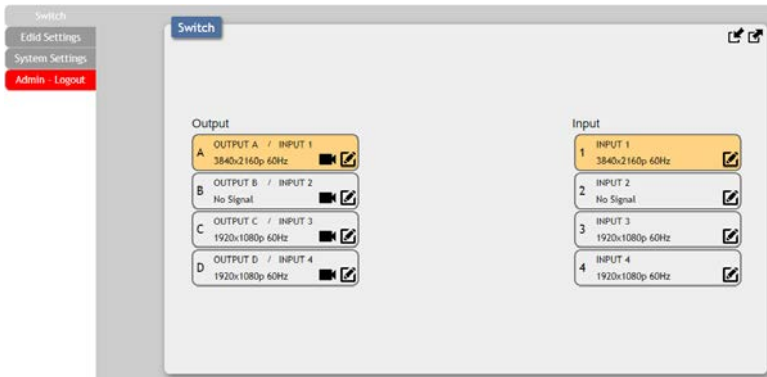 Switch
Edid Settings
System Settings
Admin - Logout
Switch
Output
A
OUTPUT A / INPUT 1
3840x2160p 60Hz
B
OUTPUT B / INPUT 2
No Signal
C
OUTPUT C / INPUT 3
1920x1080p 60Hz
D
OUTPUT D / INPUT 4
1920x1080p 60Hz
Input
1
INPUT 1
3840x2160p 60Hz
2
INPUT 2
No Signal
3
INPUT 3
1920x1080p 60Hz
4
INPUT 4
1920x1080p 60Hz